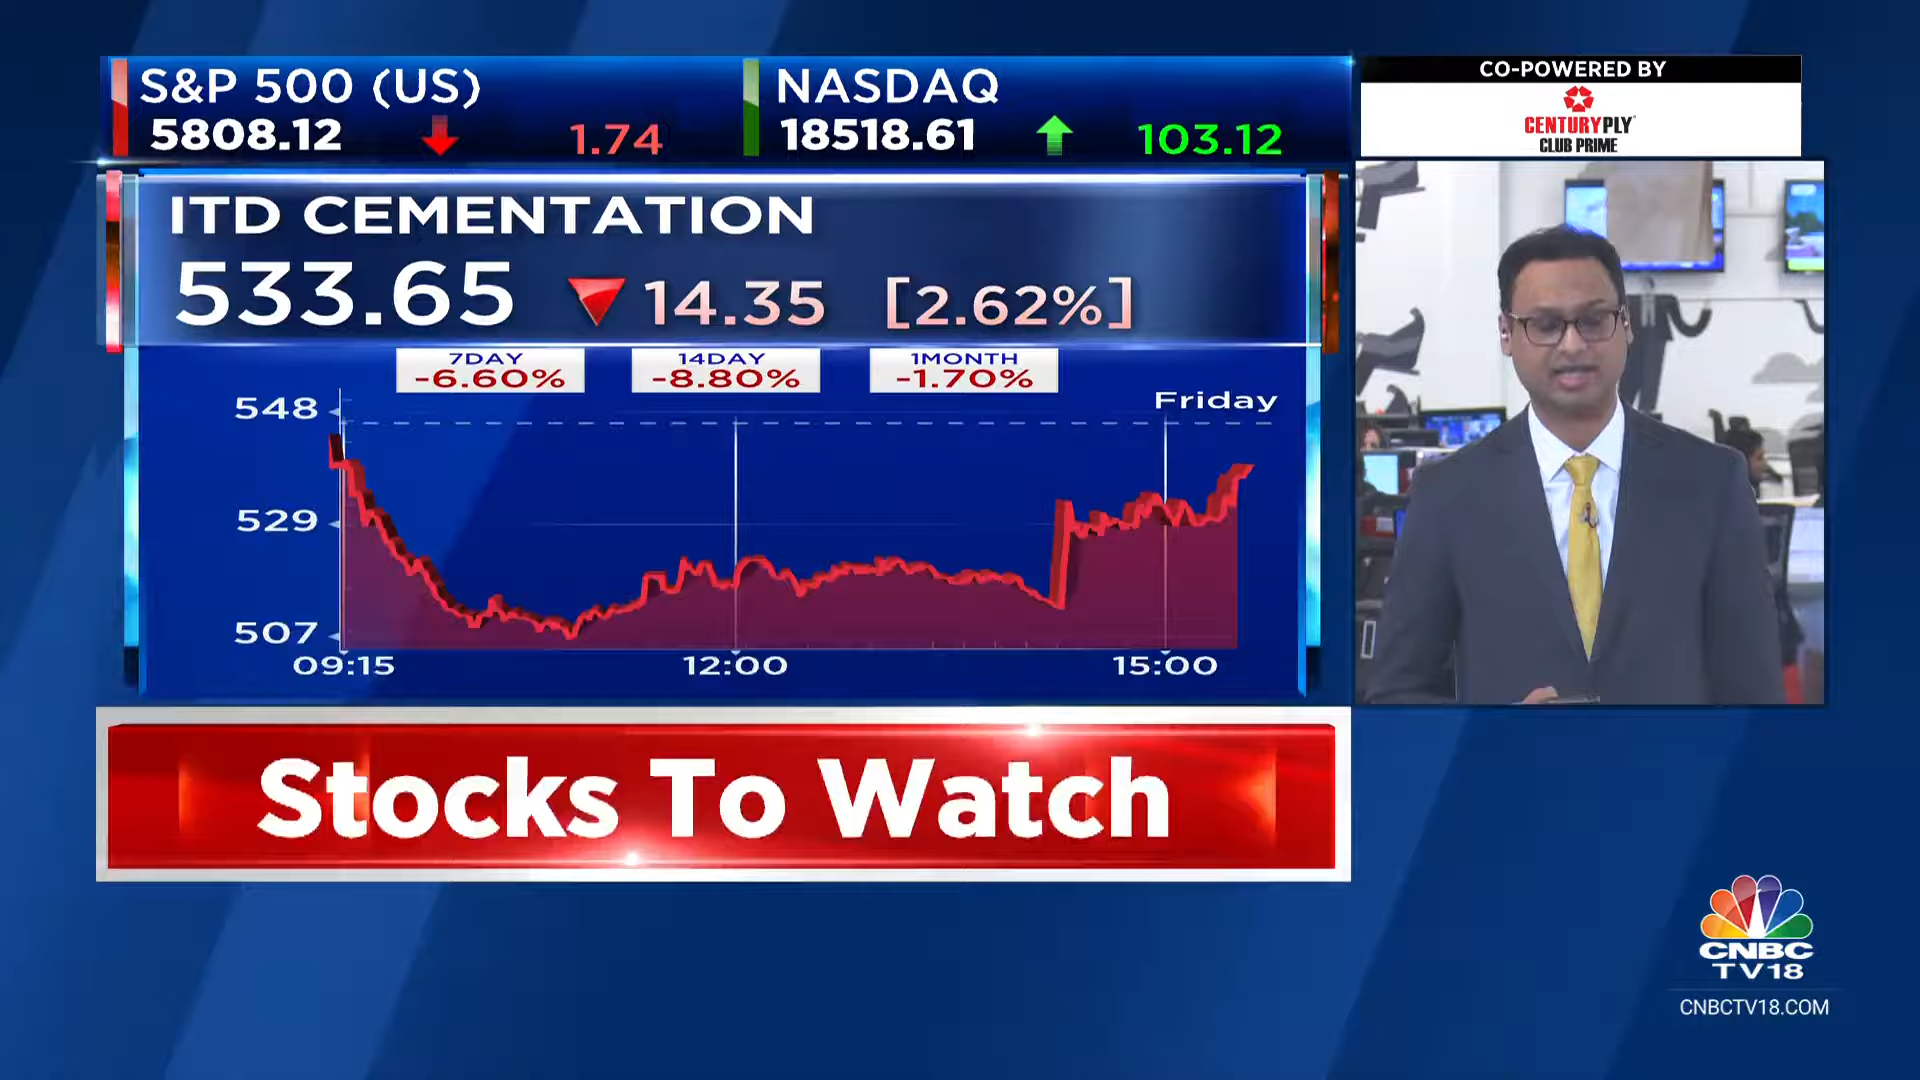 S&P 500 (US)
5808.12 1.74
NASDAQ
18518.61 103.12
CO-POWERED BY
CENTURYPLY
CLUB PRIME
ITD CEMENTATION
533.65 14.35 [2.62%]
7DAY
-6.60%
14DAY
-8.80%
1MONTH
-1.70%
Friday
548
529
507
09:15 12:00 15:00
Stocks To Watch
CNBC
TV18
CNBCTV18.COM